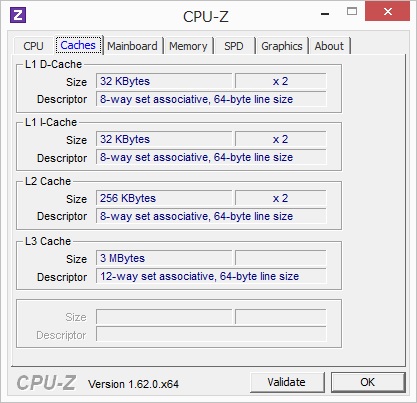 Z CPU-Z
CPU Caches Mainboard Memory SPD Graphics About
L1 D-Cache
Size 32 KBytes x 2
Descriptor 8-way set associative, 64-byte line size
L1 I-Cache
Size 32 KBytes x 2
Descriptor 8-way set associative, 64-byte line size
L2 Cache
Size 256 KBytes x 2
Descriptor 8-way set associative, 64-byte line size
L3 Cache
Size 3 MBytes
Descriptor 12-way set associative, 64-byte line size
Size
Descriptor
CPU-Z Version 1.62.0.x64 Validate OK